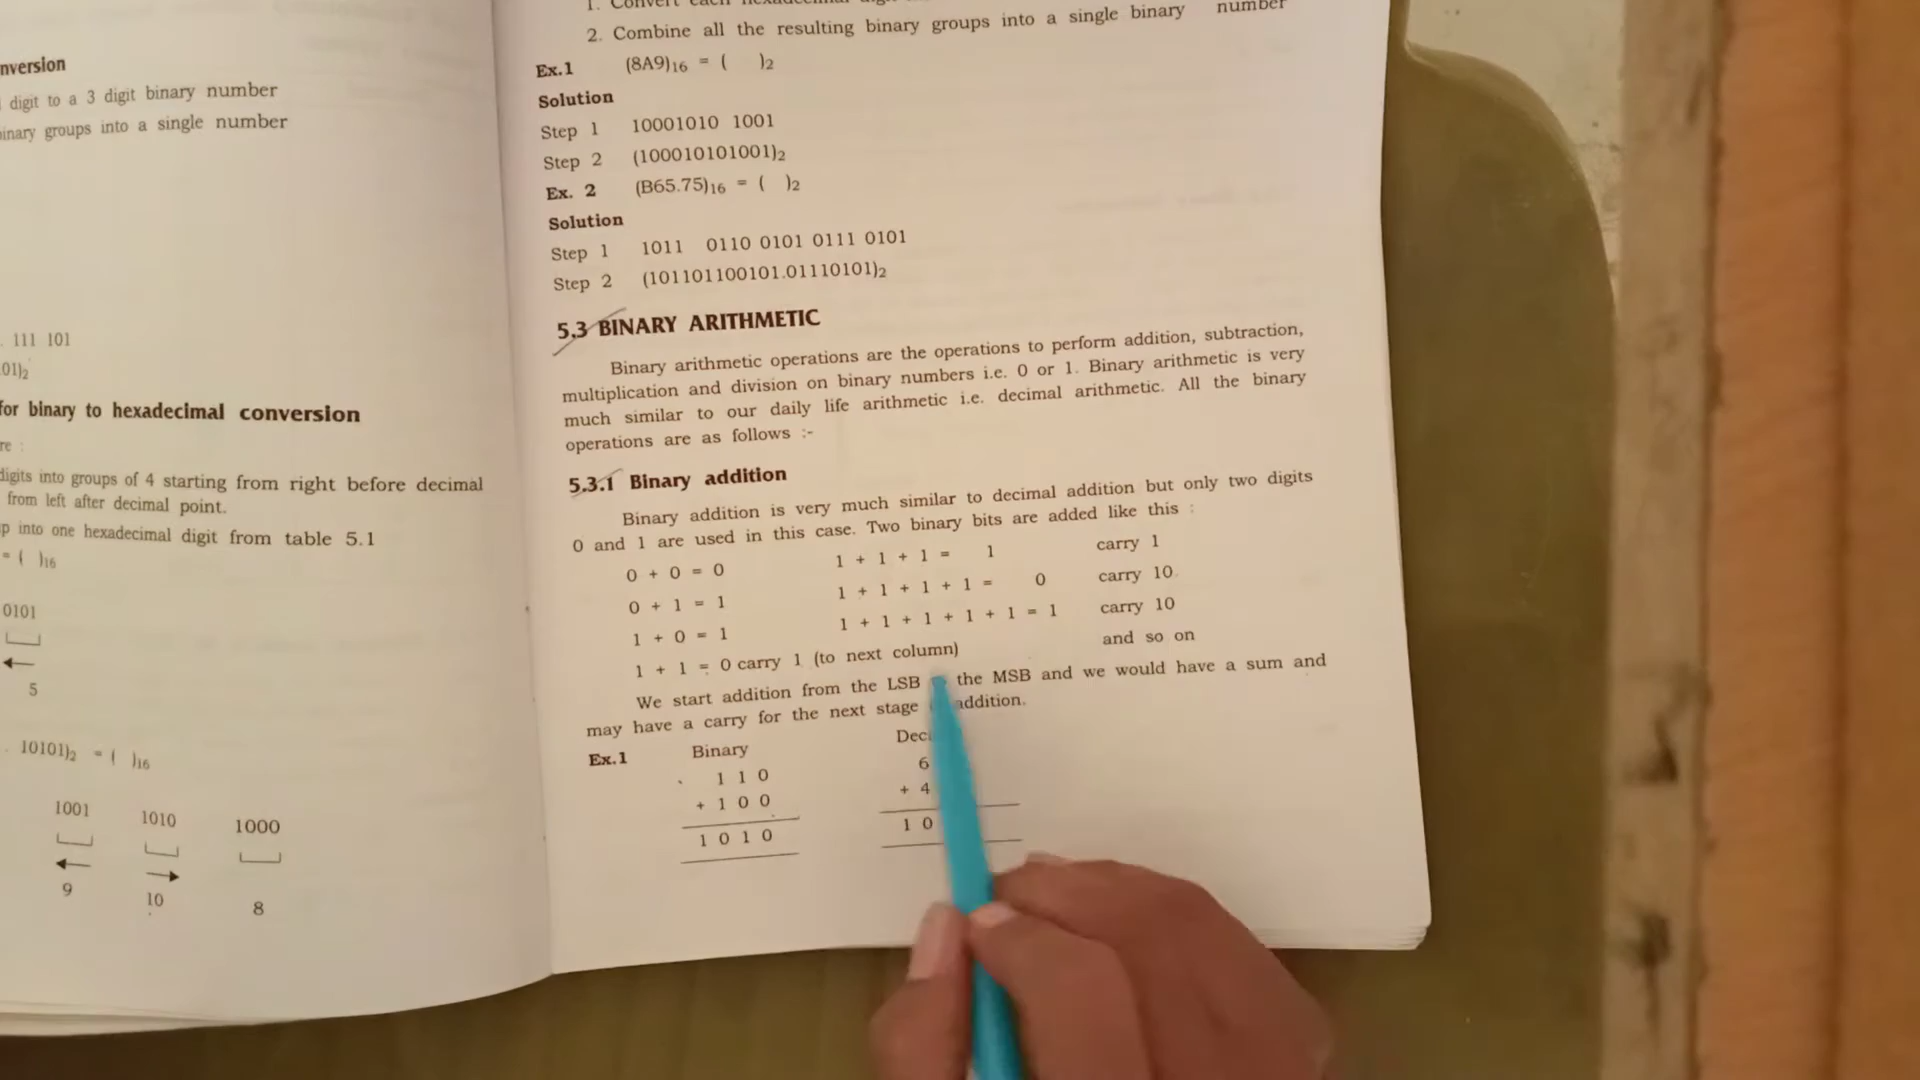 nversion
digit to a 3 digit binary number
inary groups into a single number
. 111 101
01)₂
for binary to hexadecimal conversion
re :
digits into groups of 4 starting from right before decimal
from left after decimal point.
p into one hexadecimal digit from table 5.1
= ( )₁₆
0101
5
. 10101)₂ = ( )₁₆
1001 1010 1000
9 10 8
1. Convert each hexadecimal
2. Combine all the resulting binary groups into a single binary number
Ex.1 (8A9)₁₆ = ( )₂
Solution
Step 1 10001010 1001
Step 2 (100010101001)₂
Ex. 2 (B65.75)₁₆ = ( )₂
Solution
Step 1 1011 0110 0101 0111 0101
Step 2 (101101100101.01110101)₂
5.3 BINARY ARITHMETIC
Binary arithmetic operations are the operations to perform addition, subtraction,
multiplication and division on binary numbers i.e. 0 or 1. Binary arithmetic is very
much similar to our daily life arithmetic i.e. decimal arithmetic. All the binary
operations are as follows :-
5.3.1 Binary addition
Binary addition is very much similar to decimal addition but only two digits
0 and 1 are used in this case. Two binary bits are added like this :
0 + 0 = 0 1 + 1 + 1 = 1 carry 1
0 + 1 = 1 1 + 1 + 1 + 1 = 0 carry 10
1 + 0 = 1 1 + 1 + 1 + 1 + 1 = 1 carry 10
1 + 1 = 0 carry 1 (to next column) and so on
We start addition from the LSB the MSB and we would have a sum and
may have a carry for the next stage addition.
Ex.1 Binary Dec
1 1 0 6
+ 1 0 0 + 4
1 0 1 0 1 0